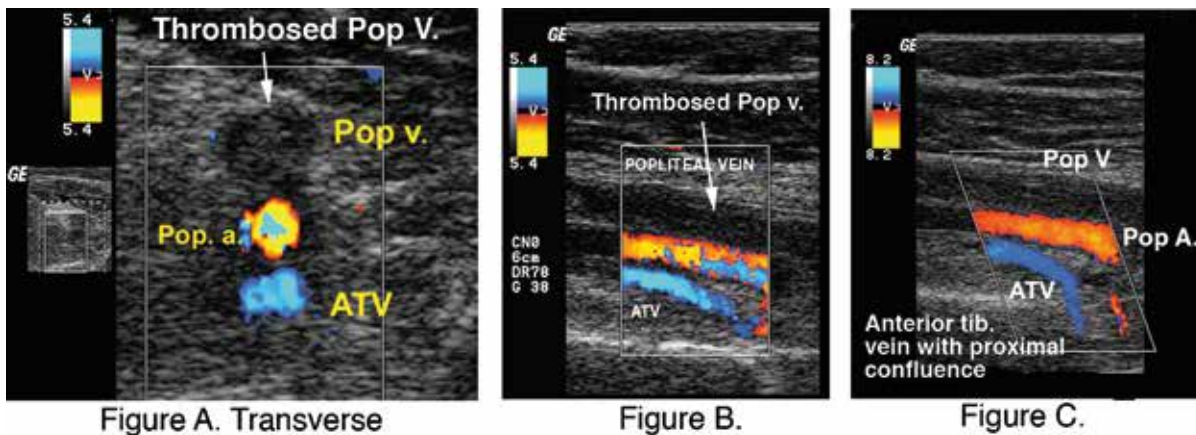 5.4
V
5.4
GE
Thrombosed Pop V.
Pop v.
Pop. a.
ATV
Figure A. Transverse
GE
5.4
V
5.4
Thrombosed Pop v.
POPLITEAL VEIN
CN0
6cm
DR78
G 38
ATV
Figure B.
GE
8.2
V
8.2
Pop V
Pop A.
ATV
Anterior tib.
vein with proximal
confluence
Figure C.